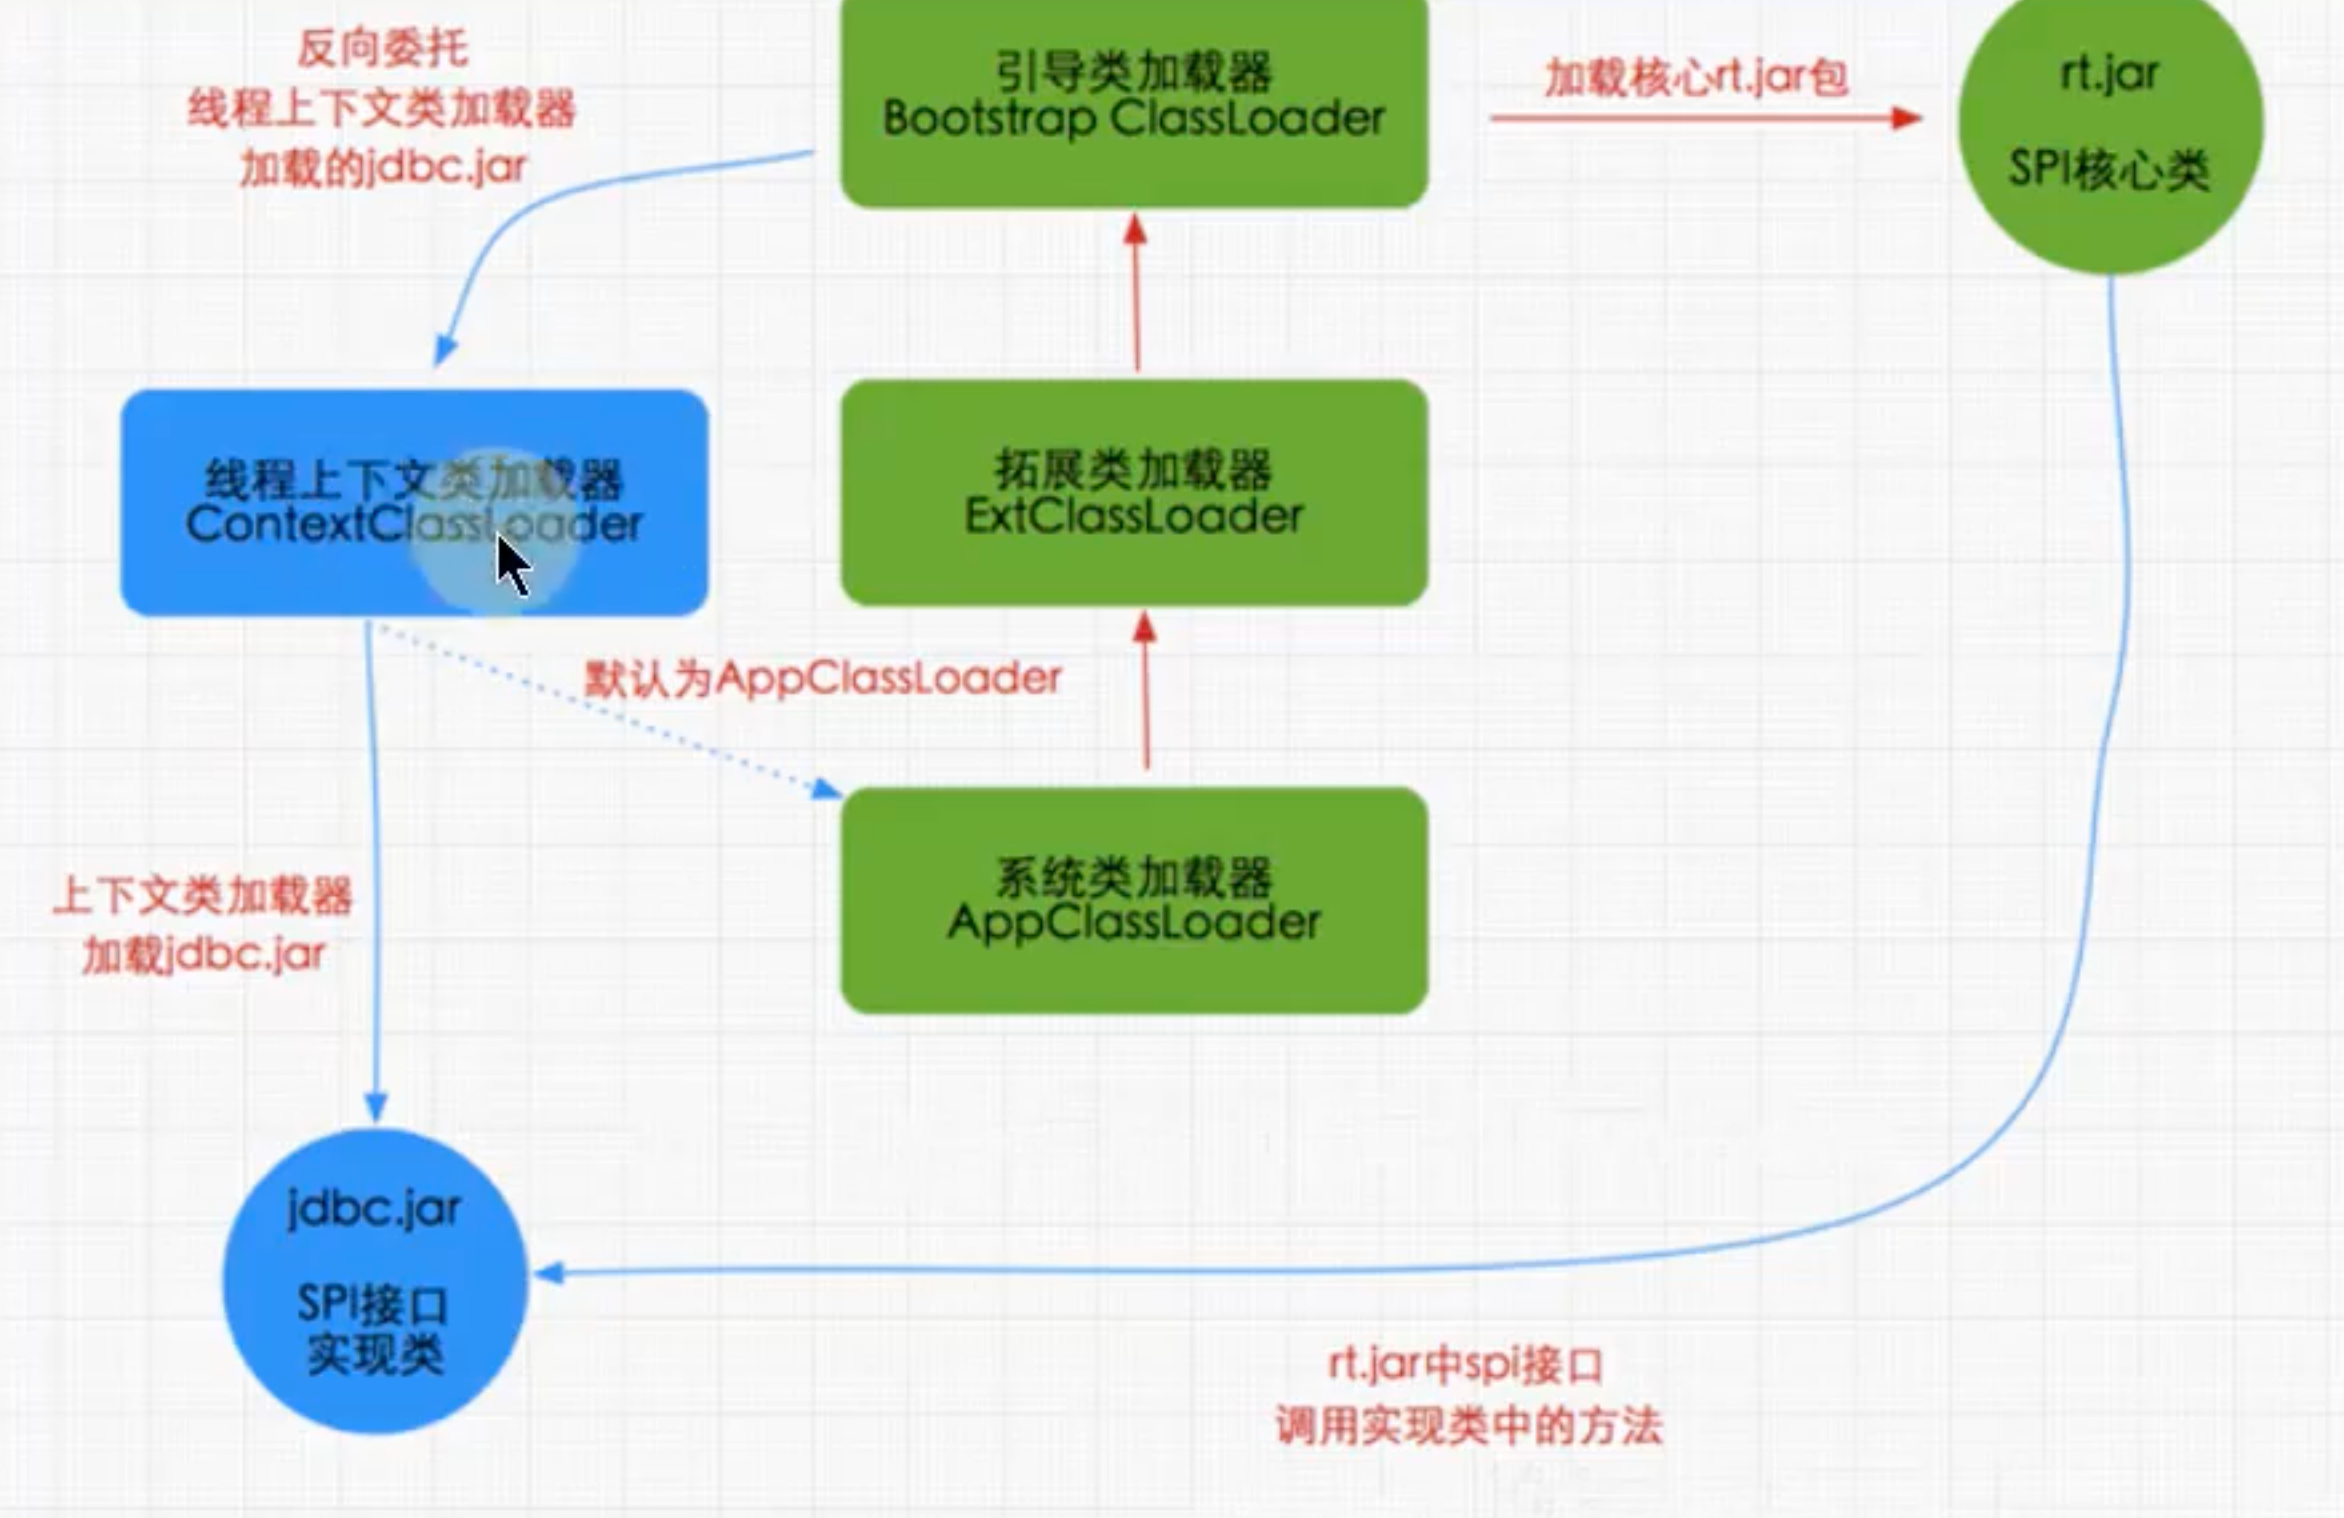 反向委托
线程上下文类加载器
加载的jdbc.jar
引导类加载器
Bootstrap ClassLoader
加载核心rt.jar包
rt.jar
SPI核心类
线程上下文类加载器
ContextClassLoader
拓展类加载器
ExtClassLoader
默认为AppClassLoader
系统类加载器
AppClassLoader
上下文类加载器
加载jdbc.jar
jdbc.jar
SPI接口
实现类
rt.jar中spi接口
调用实现类中的方法